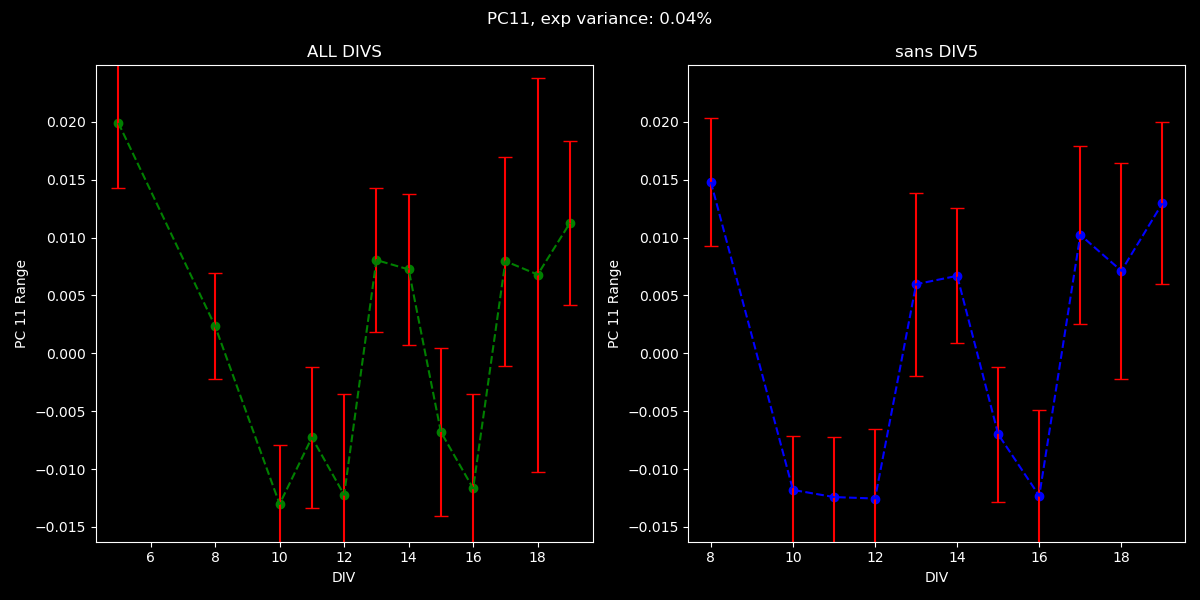 PC11, exp variance: 0.04%
ALL DIVS
PC 11 Range
0.020
0.015
0.010
0.005
0.000
−0.005
−0.010
−0.015
6 8 10 12 14 16 18
DIV
sans DIV5
PC 11 Range
0.020
0.015
0.010
0.005
0.000
−0.005
−0.010
−0.015
8 10 12 14 16 18
DIV